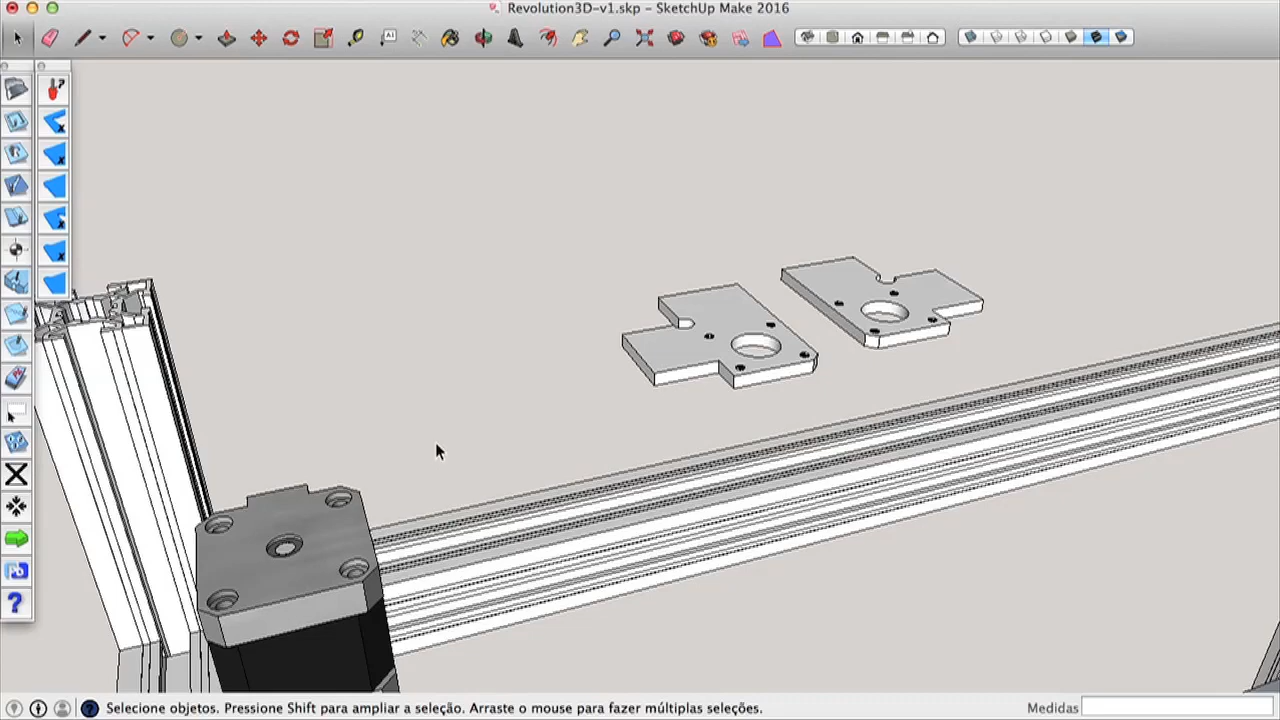 Revolution3D-v1.skp - SketchUp Make 2016
Selecione objetos. Pressione Shift para ampliar a seleção. Arraste o mouse para fazer múltiplas seleções.
Medidas